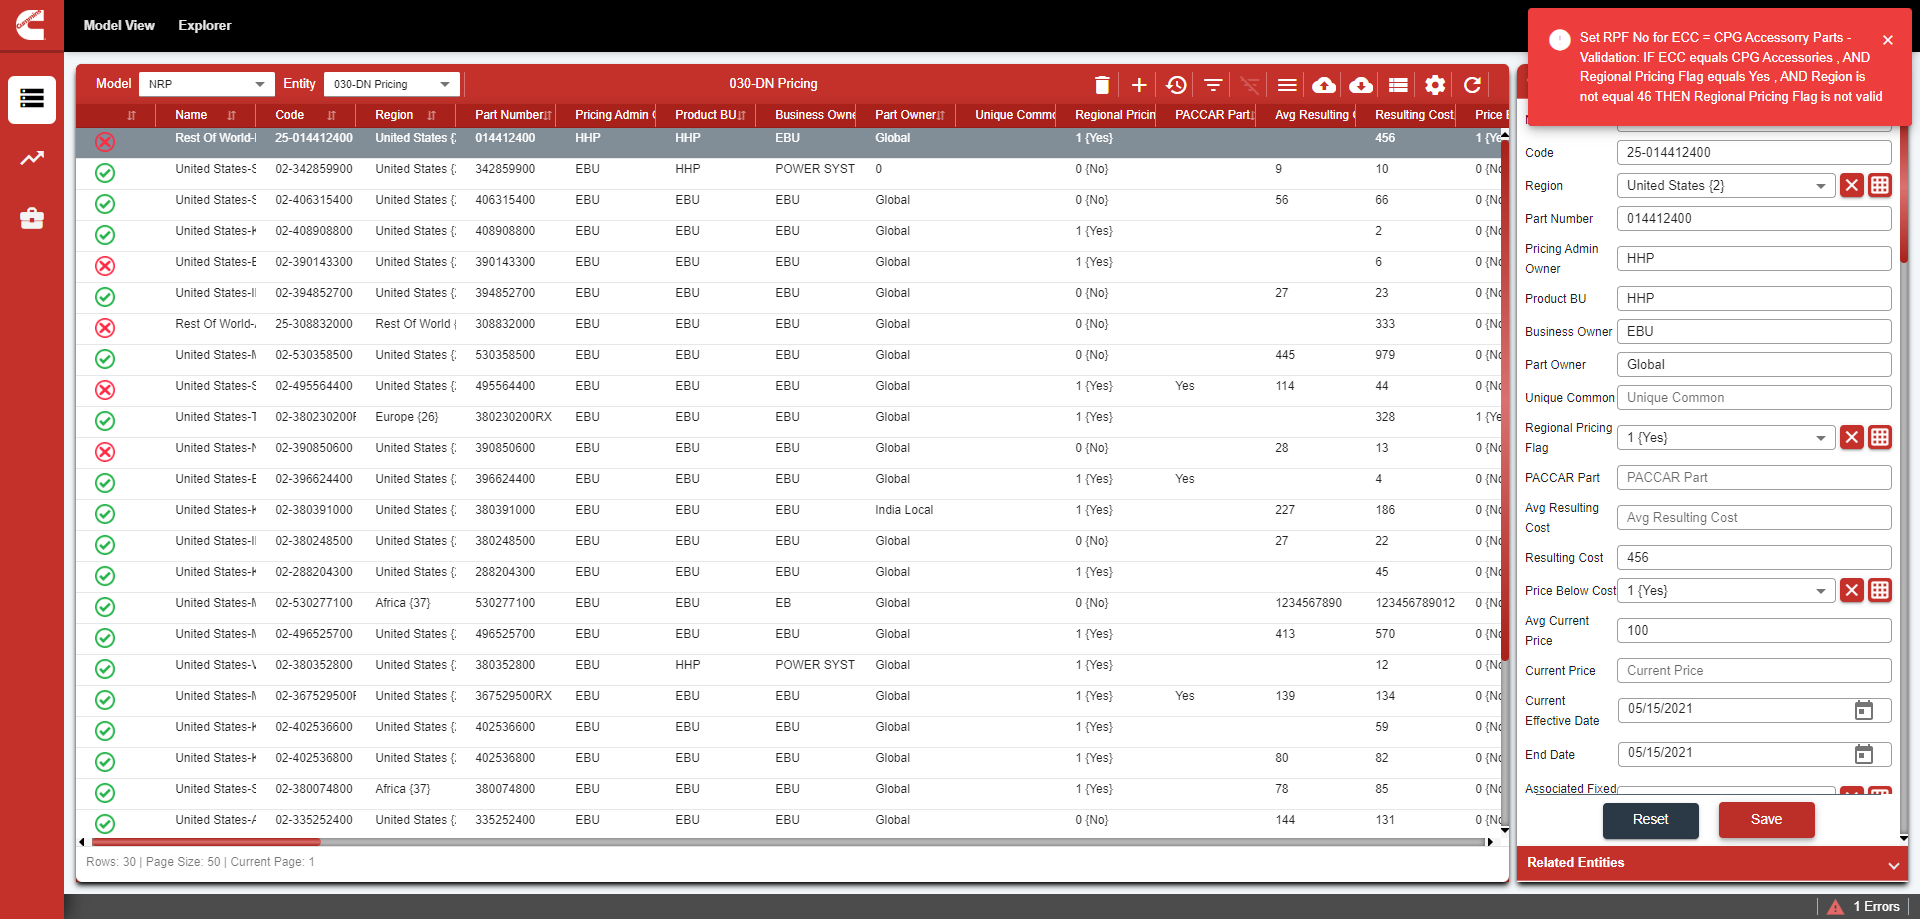 Cummins
Model View
Explorer
Set RPF No for ECC = CPG Accessorry Parts -
Validation: IF ECC equals CPG Accessories , AND
Regional Pricing Flag equals Yes , AND Region is
not equal 46 THEN Regional Pricing Flag is not valid
Model
NRP
Entity
030-DN Pricing
030-DN Pricing
Name Code Region Part Number Pricing Admin Product BU Business Owne Part Owner Unique Commo Regional Pricin PACCAR Part Avg Resulting Resulting Cost Price
Rest Of World- 25-014412400 United States { 014412400 HHP HHP EBU Global 1 {Yes} 456 1 {Ye
United States-S 02-342859900 United States { 342859900 EBU HHP POWER SYST 0 0 {No} 9 10 0 {No
United States-S 02-406315400 United States { 406315400 EBU EBU EBU Global 0 {No} 56 66 0 {No
United States-K 02-408908800 United States { 408908800 EBU EBU EBU Global 1 {Yes} 2 0 {No
United States-E 02-390143300 United States { 390143300 EBU EBU EBU Global 1 {Yes} 6 0 {No
United States-I 02-394852700 United States { 394852700 EBU EBU EBU Global 0 {No} 27 23 0 {No
Rest Of World- 25-308832000 Rest Of World { 308832000 EBU EBU EBU Global 0 {No} 333 0 {No
United States-M 02-530358500 United States { 530358500 EBU EBU EBU Global 0 {No} 445 979 0 {No
United States-S 02-495564400 United States { 495564400 EBU EBU EBU Global 1 {Yes} Yes 114 44 0 {No
United States-T 02-380230200F Europe {26} 380230200RX EBU EBU EBU Global 1 {Yes} 328 1 {Ye
United States-N 02-390850600 United States { 390850600 EBU EBU EBU Global 0 {No} 28 13 0 {No
United States-E 02-396624400 United States { 396624400 EBU EBU EBU Global 1 {Yes} Yes 4 0 {No
United States-K 02-380391000 United States { 380391000 EBU EBU EBU India Local 1 {Yes} 227 186 0 {No
United States-I 02-380248500 United States { 380248500 EBU EBU EBU Global 0 {No} 27 22 0 {No
United States-K 02-288204300 United States { 288204300 EBU EBU EBU Global 1 {Yes} 45 0 {No
United States-M 02-530277100 Africa {37} 530277100 EBU EBU EB Global 0 {No} 1234567890 123456789012 0 {No
United States-M 02-496525700 United States { 496525700 EBU EBU EBU Global 1 {Yes} 413 570 0 {No
United States-V 02-380352800 United States { 380352800 EBU HHP POWER SYST Global 1 {Yes} 12 0 {No
United States-M 02-367529500F United States { 367529500RX EBU EBU EBU Global 1 {Yes} Yes 139 134 0 {No
United States-K 02-402536600 United States { 402536600 EBU EBU EBU Global 1 {Yes} 59 0 {No
United States-K 02-402536800 United States { 402536800 EBU EBU EBU Global 1 {Yes} 80 82 0 {No
United States-S 02-380074800 Africa {37} 380074800 EBU EBU EBU Global 1 {Yes} 78 85 0 {No
United States-A 02-335252400 United States { 335252400 EBU EBU EBU Global 0 {No} 144 131 0 {No
Rows: 30 | Page Size: 50 | Current Page: 1
Code 25-014412400
Region United States {2}
Part Number 014412400
Pricing Admin
Owner
HHP
Product BU HHP
Business Owner EBU
Part Owner Global
Unique Common Unique Common
Regional Pricing
Flag
1 {Yes}
PACCAR Part PACCAR Part
Avg Resulting
Cost
Avg Resulting Cost
Resulting Cost 456
Price Below Cost 1 {Yes}
Avg Current
Price
100
Current Price Current Price
Current
Effective Date
05/15/2021
End Date 05/15/2021
Associated Fixed
Reset
Save
Related Entities
1 Errors